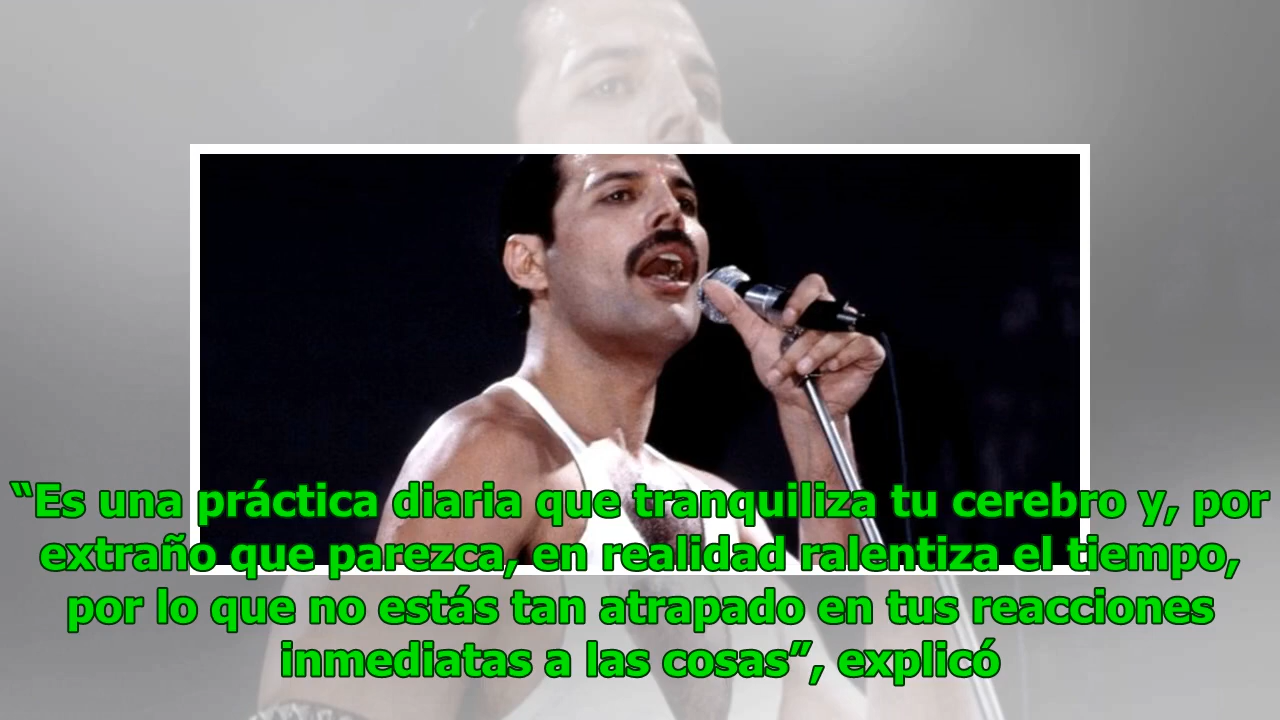 “Es una práctica diaria que tranquiliza tu cerebro y, por
extraño que parezca, en realidad ralentiza el tiempo,
por lo que no estás tan atrapado en tus reacciones
inmediatas a las cosas”, explicó